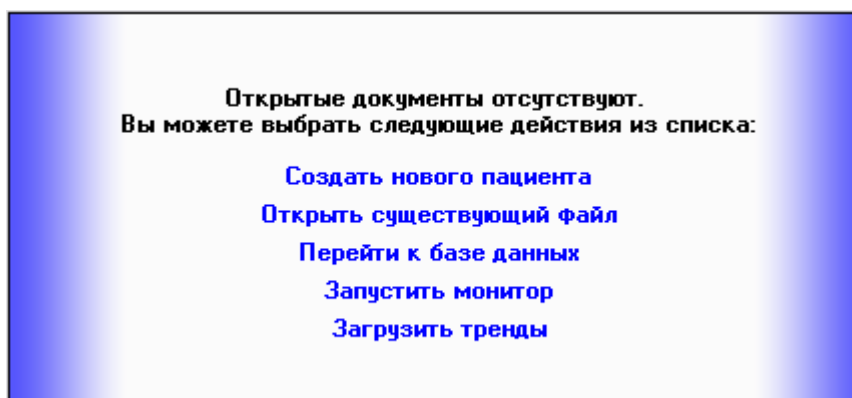 Открытые документы отсутствуют.
Вы можете выбрать следующие действия из списка:
Создать нового пациента
Открыть существующий файл
Перейти к базе данных
Запустить монитор
Загрузить тренды